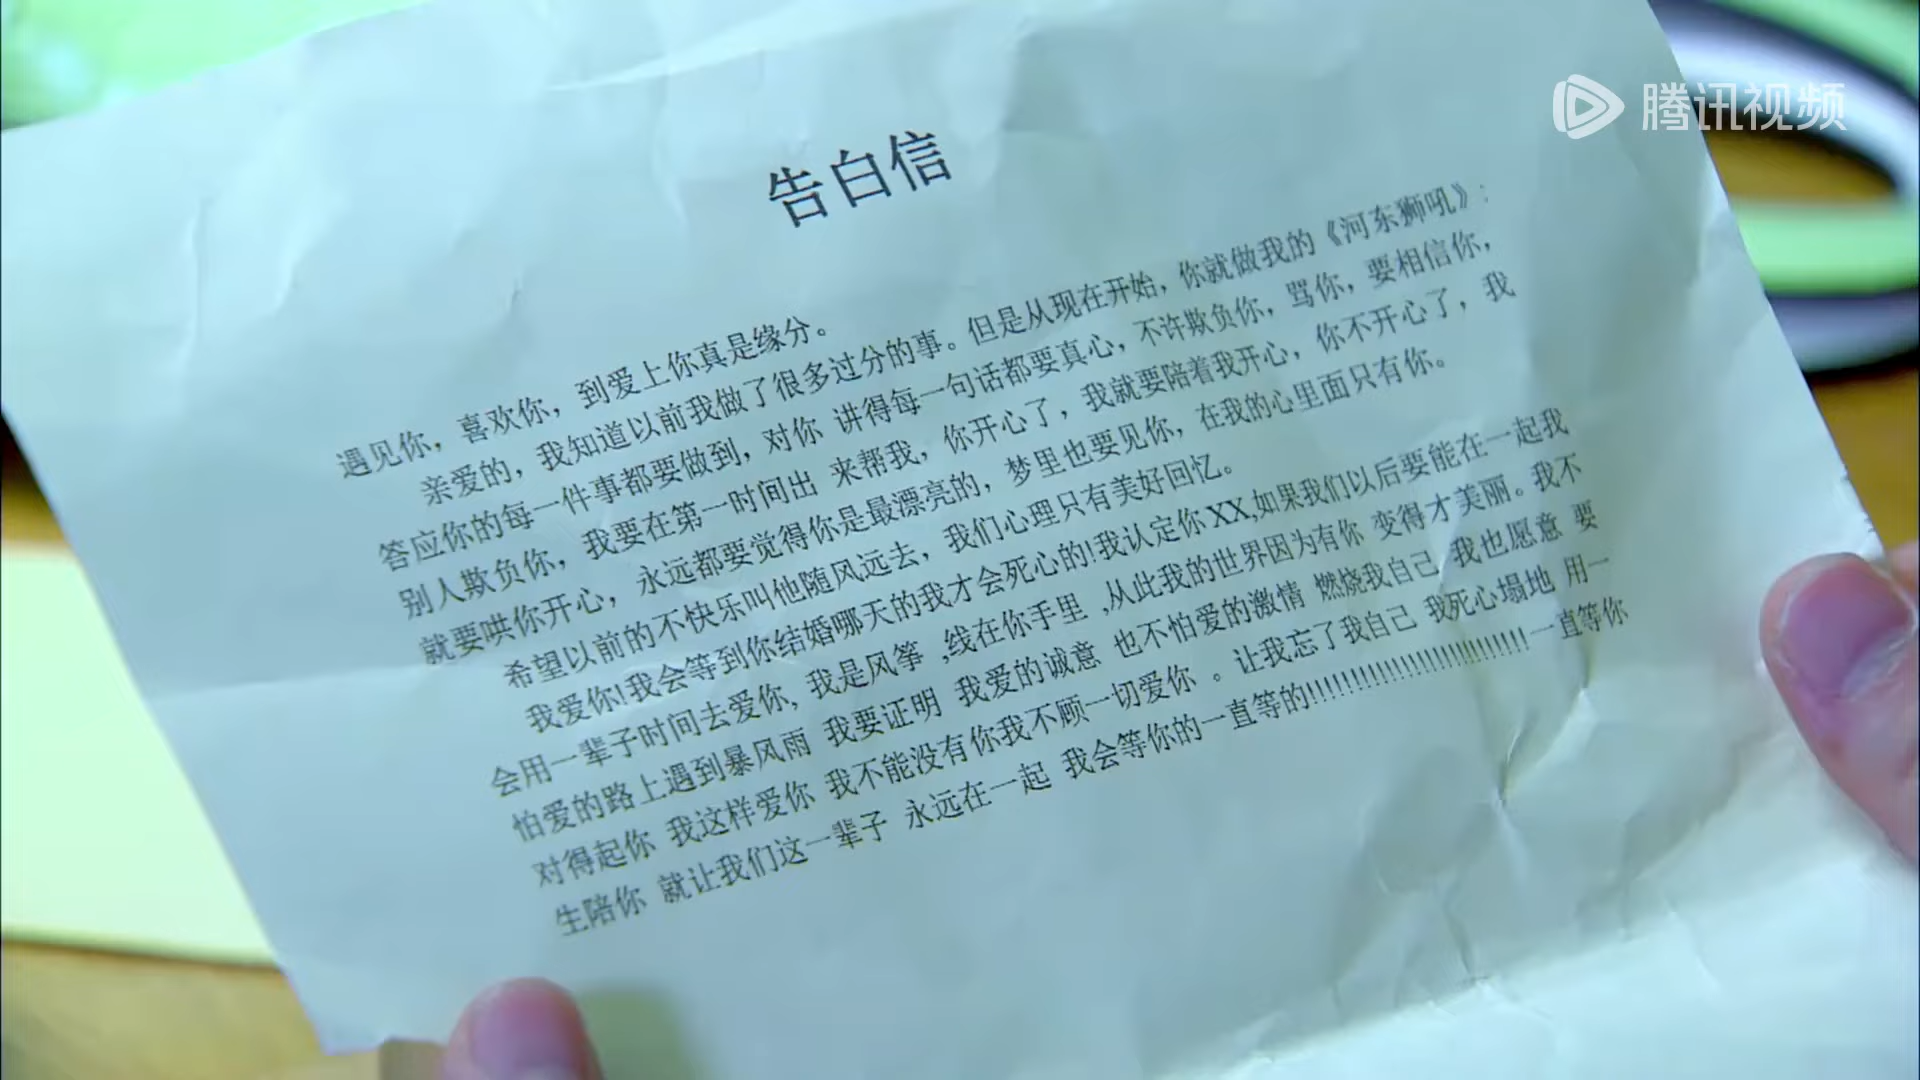 腾讯视频
告白信
遇见你，喜欢你，到爱上你真是缘分。
亲爱的，我知道以前我做了很多过分的事。但是从现在开始，你就做我的《河东狮吼》：
答应你的每一件事都要做到，对你 讲得每一句话都要真心，不许欺负你，骂你，要相信你，
别人欺负你，我要在第一时间出 来帮我，你开心了，我就要陪着我开心，你不开心了，我
就要哄你开心，永远都要觉得你是最漂亮的，梦里也要见你，在我的心里面只有你。
希望以前的不快乐叫他随风远去，我们心理只有美好回忆。
我爱你!我会等到你结婚哪天的我才会死心的!我认定你XX,如果我们以后要能在一起我
会用一辈子时间去爱你, 我是风筝 ,线在你手里 ,从此我的世界因为有你 变得才美丽。我不
怕爱的路上遇到暴风雨 我要证明 我爱的诚意 也不怕爱的激情 燃烧我自己 我也愿意 要
对得起你 我这样爱你 我不能没有你我不顾一切爱你 。让我忘了我自己 我死心塌地 用一
生陪你 就让我们这一辈子 永远在一起 我会等你的一直等的!!!!!!!!!!!!!!!!!!!!!!!一直等你